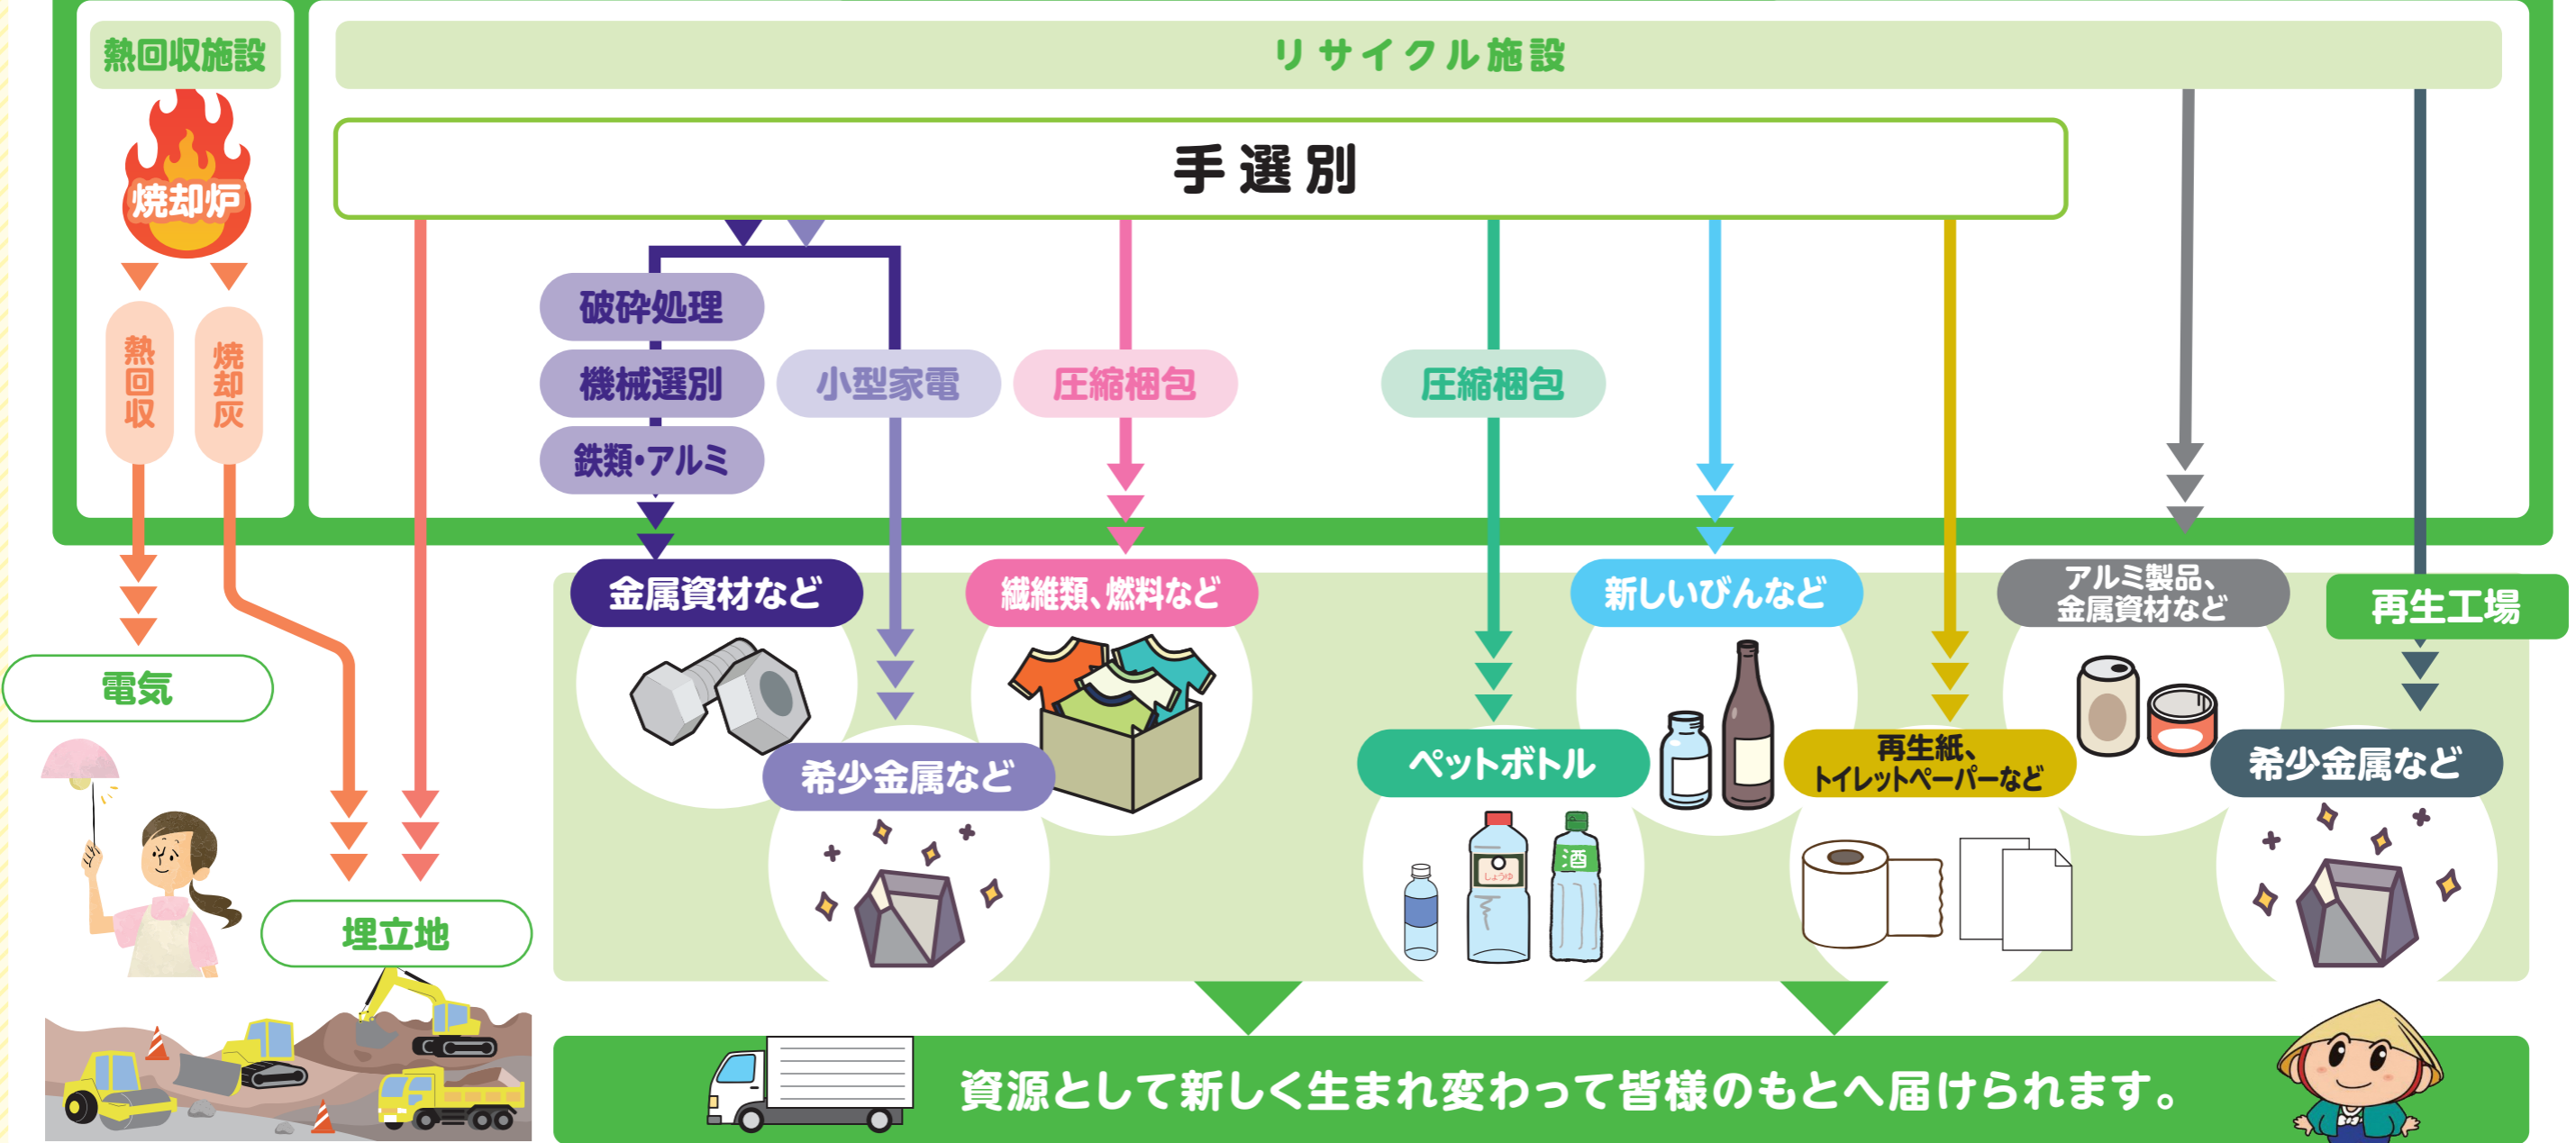 熱回収施設
リサイクル施設
焼却炉
手選別
熱回収
焼却灰
破砕処理
機械選別
鉄類・アルミ
小型家電
圧縮梱包
圧縮梱包
金属資材など
繊維類、燃料など
新しいびんなど
アルミ製品、
金属資材など
再生工場
電気
希少金属など
ペットボトル
再生紙、
トイレットペーパーなど
希少金属など
しょうゆ
酒
埋立地
資源として新しく生まれ変わって皆様のもとへ届けられます。